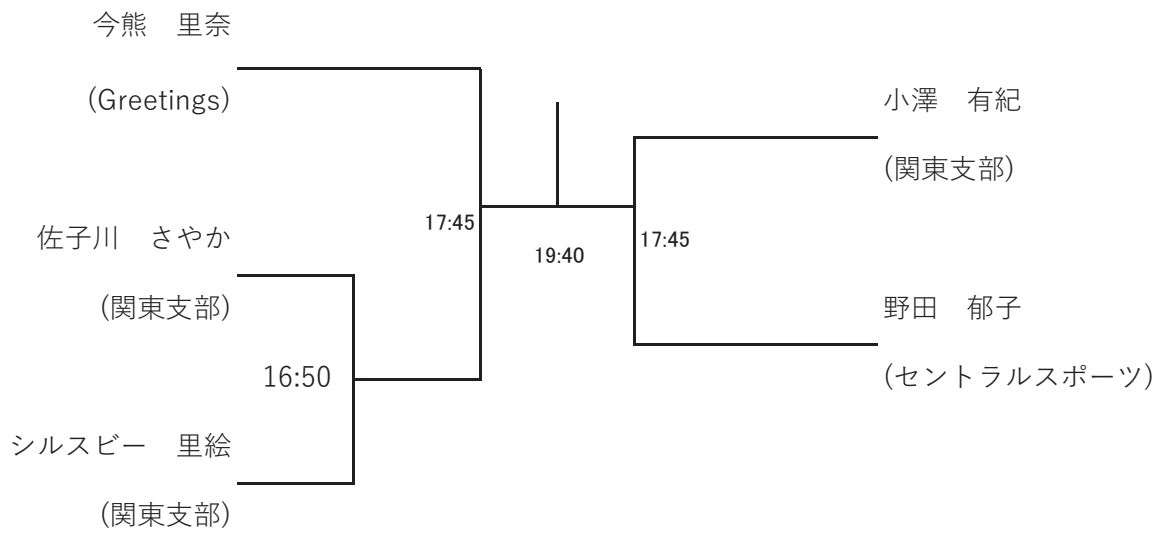 今熊　里奈
(Greetings)
佐子川　さやか
(関東支部)
シルスビー　里絵
(関東支部)
16:50
17:45
19:40
17:45
小澤　有紀
(関東支部)
野田　郁子
(セントラルスポーツ)